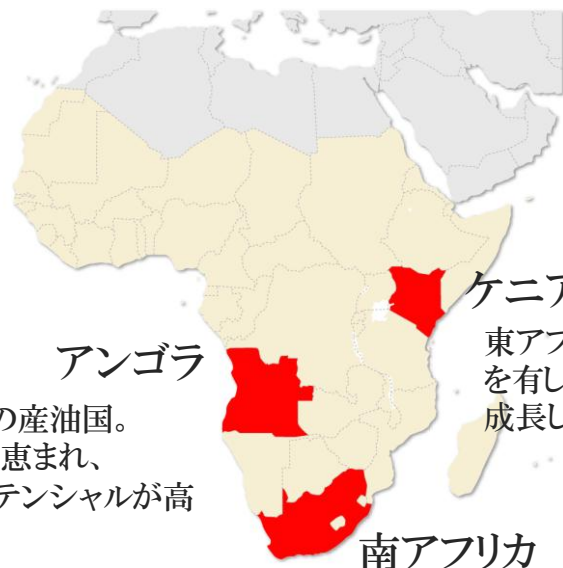 ケニア
東アフ
を有し
成長し
アンゴラ
の産油国。
恵まれ、
テンシャルが高
南アフリカ